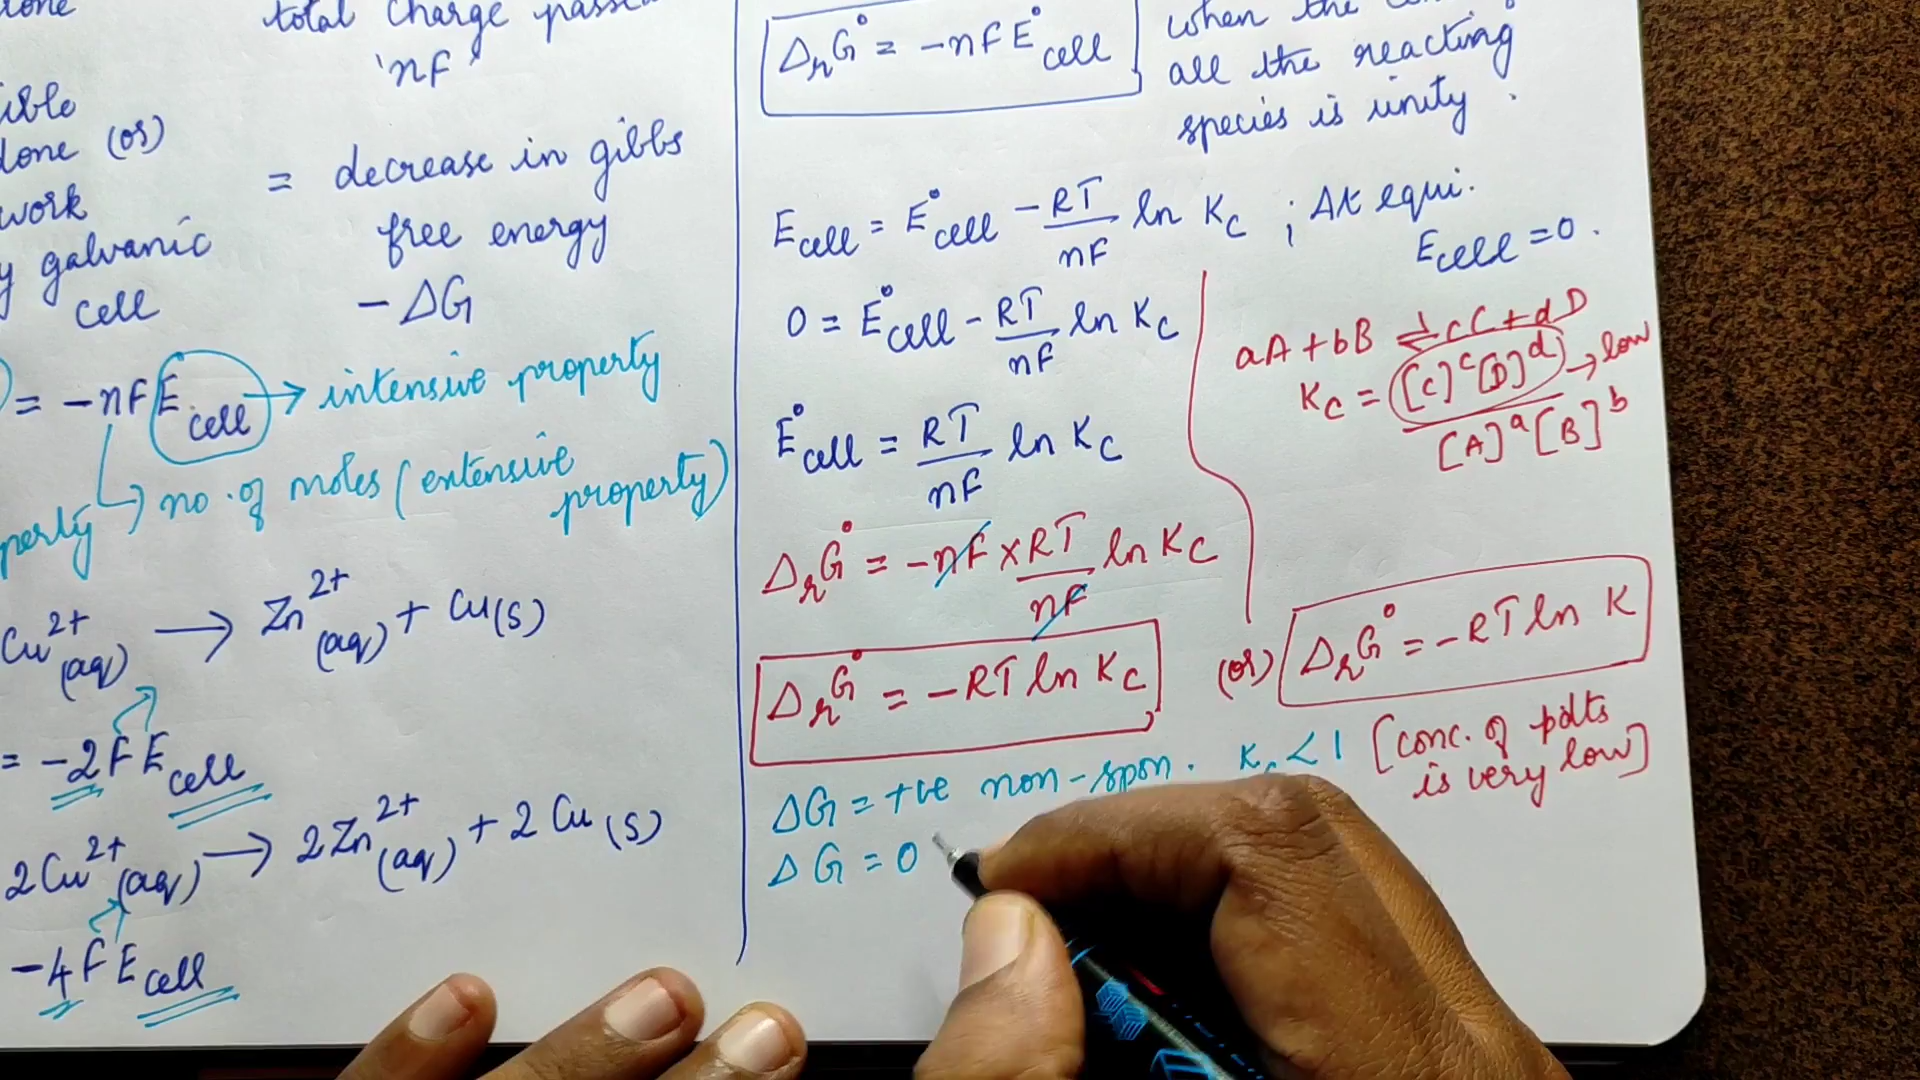 total charge passe
'nF'
done (or)
work
galvanic
cell
= decrease in gibbs
free energy
- ΔG
= -nFE cell → intensive property
→ no. of moles (extensive
property)
Cu²⁺(aq) → Zn²⁺(aq) + Cu(s)
= -2FE cell
2Cu²⁺(aq) → 2Zn²⁺(aq) + 2Cu(s)
-4FE cell
ΔrG° = -nFE°cell
when the
all the reacting
species is unity.
Ecell = E°cell - RT/nF ln Kc ; At equi.
Ecell = 0.
0 = E°cell - RT/nF ln Kc
E°cell = RT/nF ln Kc
aA + bB ⇌ cC + dD
Kc = [C]ᶜ[D]ᵈ/[A]ᵃ[B]ᵇ → low
ΔrG° = -nF × RT/nF ln Kc
ΔrG° = -RT ln Kc (or) ΔrG° = -RT ln K
ΔG = +ve non-spon. Kc < 1 [conc. of pdts
is very low]
ΔG = 0